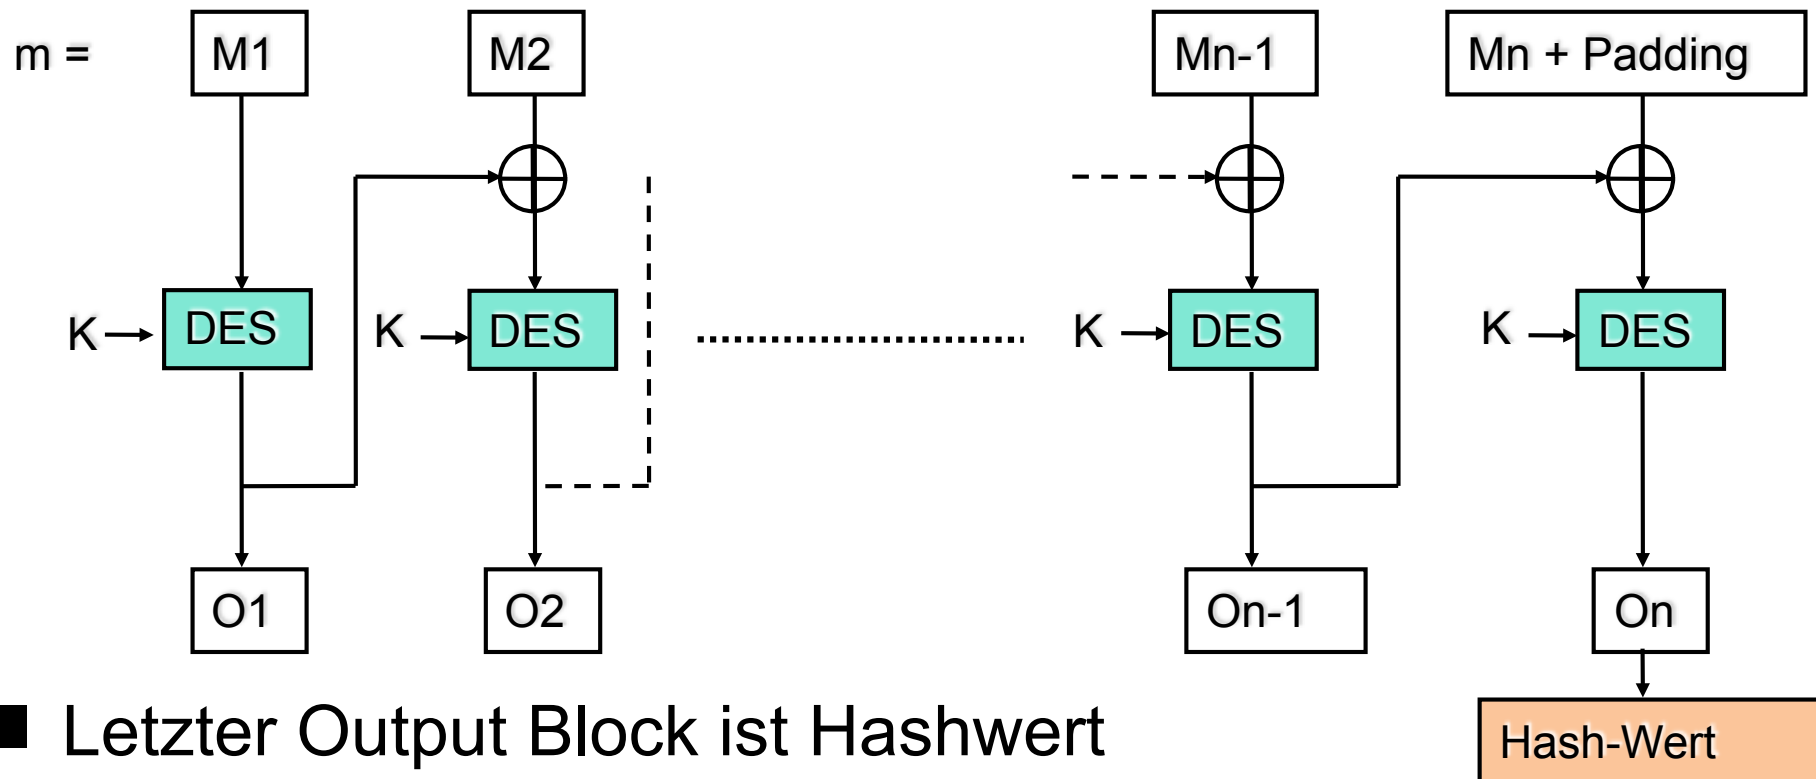 m = M1 M2 Mn-1 Mn + Padding
K DES K DES K DES K DES
O1 O2 On-1 On
Letzter Output Block ist Hashwert
Hash-Wert